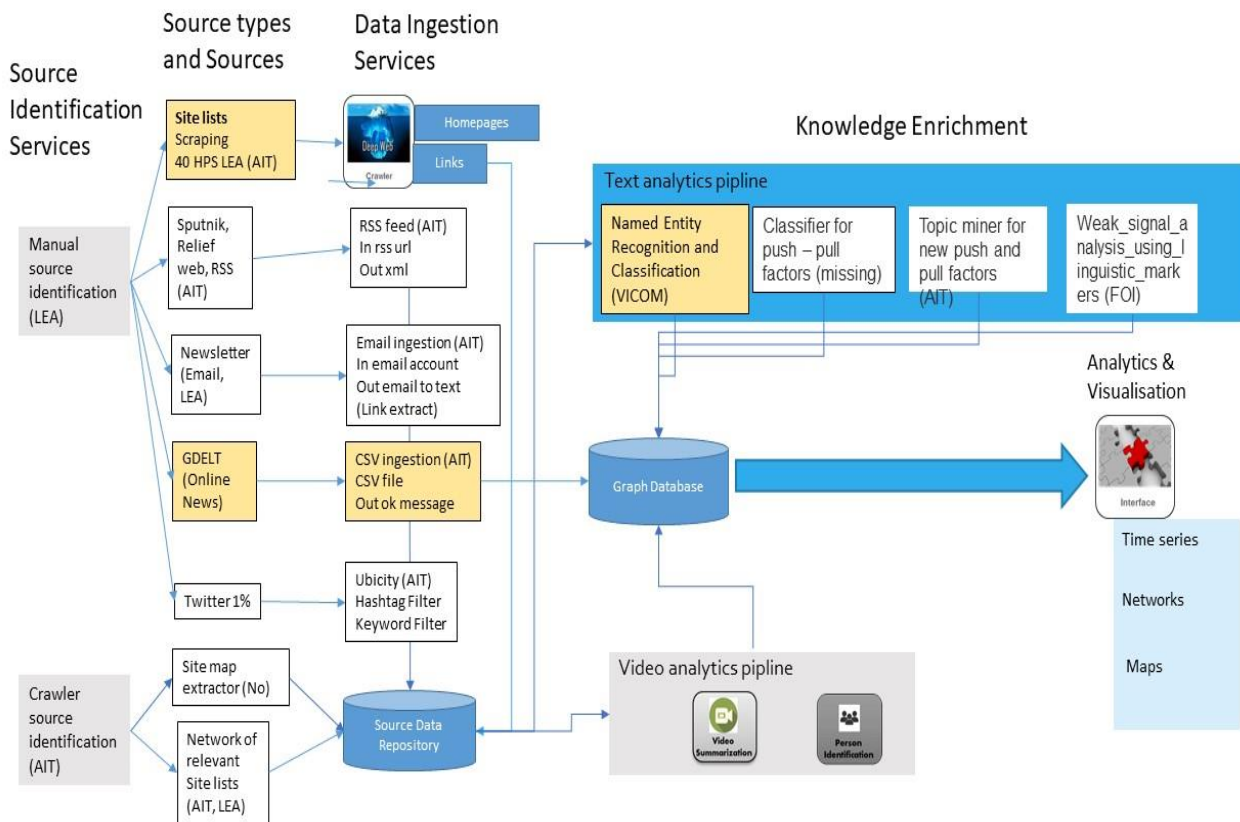 Source
Identification
Services
Source types
and Sources
Data Ingestion
Services
Knowledge Enrichment
Manual
source
identification
(LEA)
Crawler
source
identification
(AIT)
Site lists
Scraping
40 HPS LEA (AIT)
Sputnik,
Relief
web, RSS
(AIT)
Newsletter
(Email,
LEA)
GDELT
(Online
News)
Twitter 1%
Site map
extractor (No)
Network of
relevant
Site lists
(AIT, LEA)
Deep Web
Crawler
Homepages
Links
RSS feed (AIT)
In rss url
Out xml
Email ingestion (AIT)
In email account
Out email to text
(Link extract)
CSV ingestion (AIT)
CSV file
Out ok message
Ubicity (AIT)
Hashtag Filter
Keyword Filter
Source Data
Repository
Text analytics pipline
Named Entity
Recognition and
Classification
(VICOM)
Classifier for
push – pull
factors (missing)
Topic miner for
new push and
pull factors
(AIT)
Weak_signal_a
nalysis_using_l
inguistic_mark
ers (FOI)
Graph Database
Video analytics pipline
Video
Summarization
Person
Identification
Analytics &
Visualisation
Interface
Time series
Networks
Maps